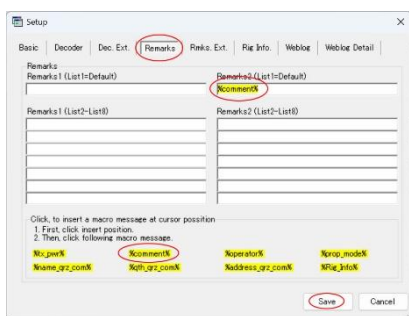 Setup
Basic Decoder Dec. Ext. Remarks Rmks. Ext. Rig Info. Weblog Weblog Detail
Remarks
Remarks1 (List1=Default) Remarks2 (List1=Default)
%comment%
Remarks1 (List2-List8) Remarks2 (List2-List8)
Click, to insert a macro message at cursor possition
1. First, click insert position.
2. Then, click following macro message.
%tx_pwr% %comment% %operator% %prop_mode%
%name_qrz_com% %qth_qrz_com% %address_qrz_com% %Rig_Info%
Save Cancel